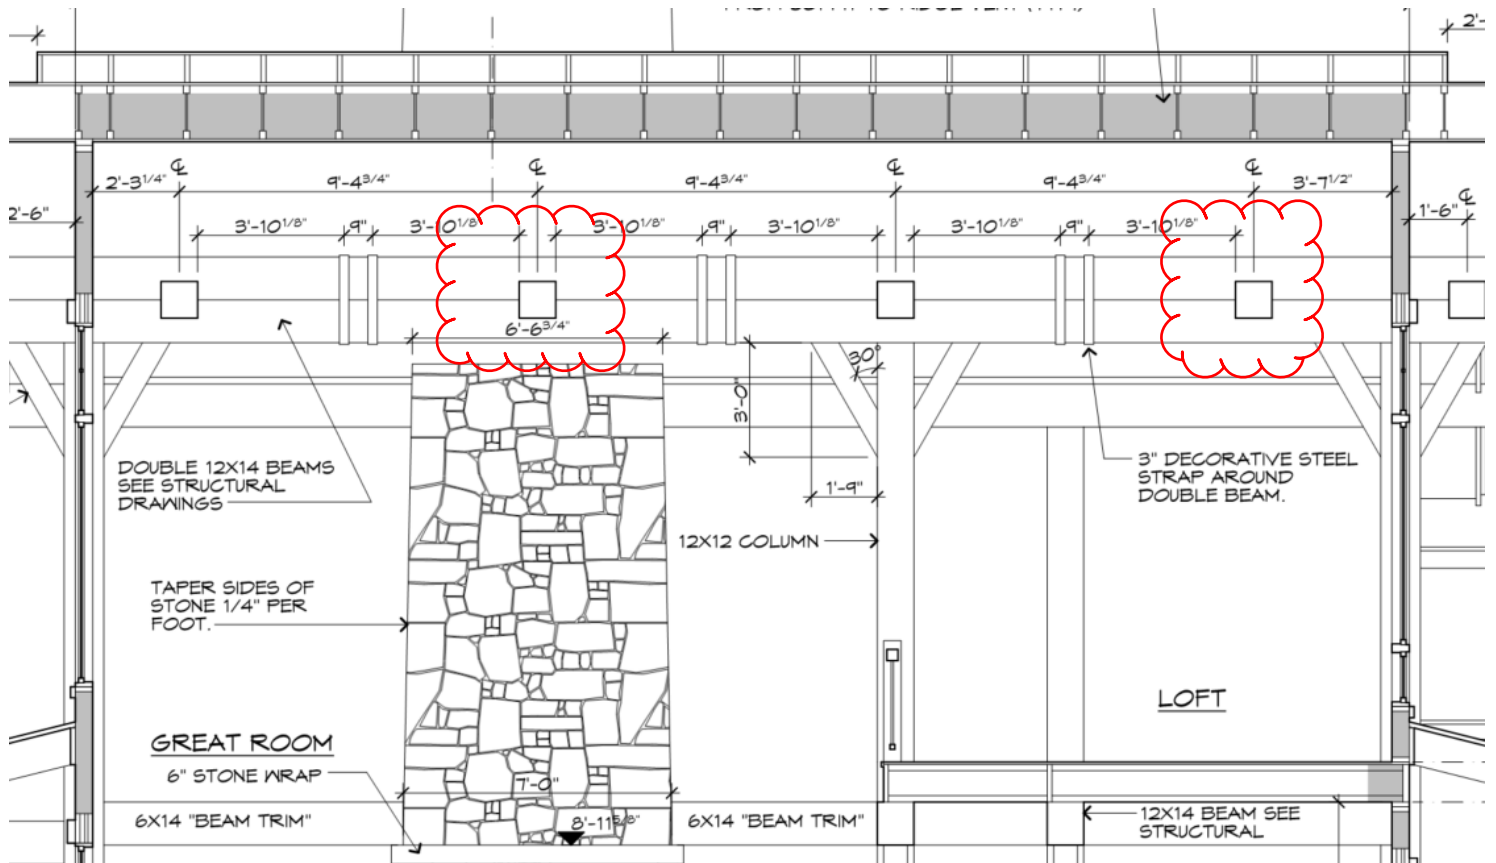 2'-
℄
℄
℄
℄
2'-3 1/4"
9'-4 3/4"
9'-4 3/4"
9'-4 3/4"
3'-7 1/2"
℄
2'-6"
1'-6"
3'-10 1/8"
9"
3'-10 1/8"
3'-10 1/8"
9"
3'-10 1/8"
3'-10 1/8"
9"
3'-10 1/8"
6'-6 3/4"
30°
3'-0"
DOUBLE 12X14 BEAMS
SEE STRUCTURAL
DRAWINGS
3" DECORATIVE STEEL
STRAP AROUND
DOUBLE BEAM.
1'-9"
12X12 COLUMN
TAPER SIDES OF
STONE 1/4" PER
FOOT.
LOFT
GREAT ROOM
6" STONE WRAP
7'-0"
6X14 "BEAM TRIM"
8'-11 5/8"
6X14 "BEAM TRIM"
12X14 BEAM SEE
STRUCTURAL